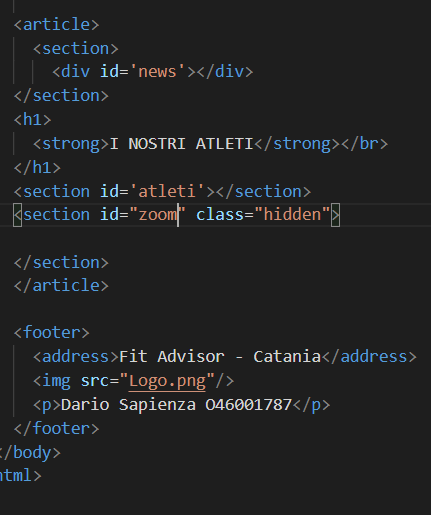 <article>
<section>
<div id='news'></div>
</section>
<h1>
<strong>I NOSTRI ATLETI</strong></br>
</h1>
<section id='atleti'></section>
<section id="zoom" class="hidden">
</section>
</article>
<footer>
<address>Fit Advisor - Catania</address>
<img src="Logo.png"/>
<p>Dario Sapienza O46001787</p>
</footer>
</body>
html>